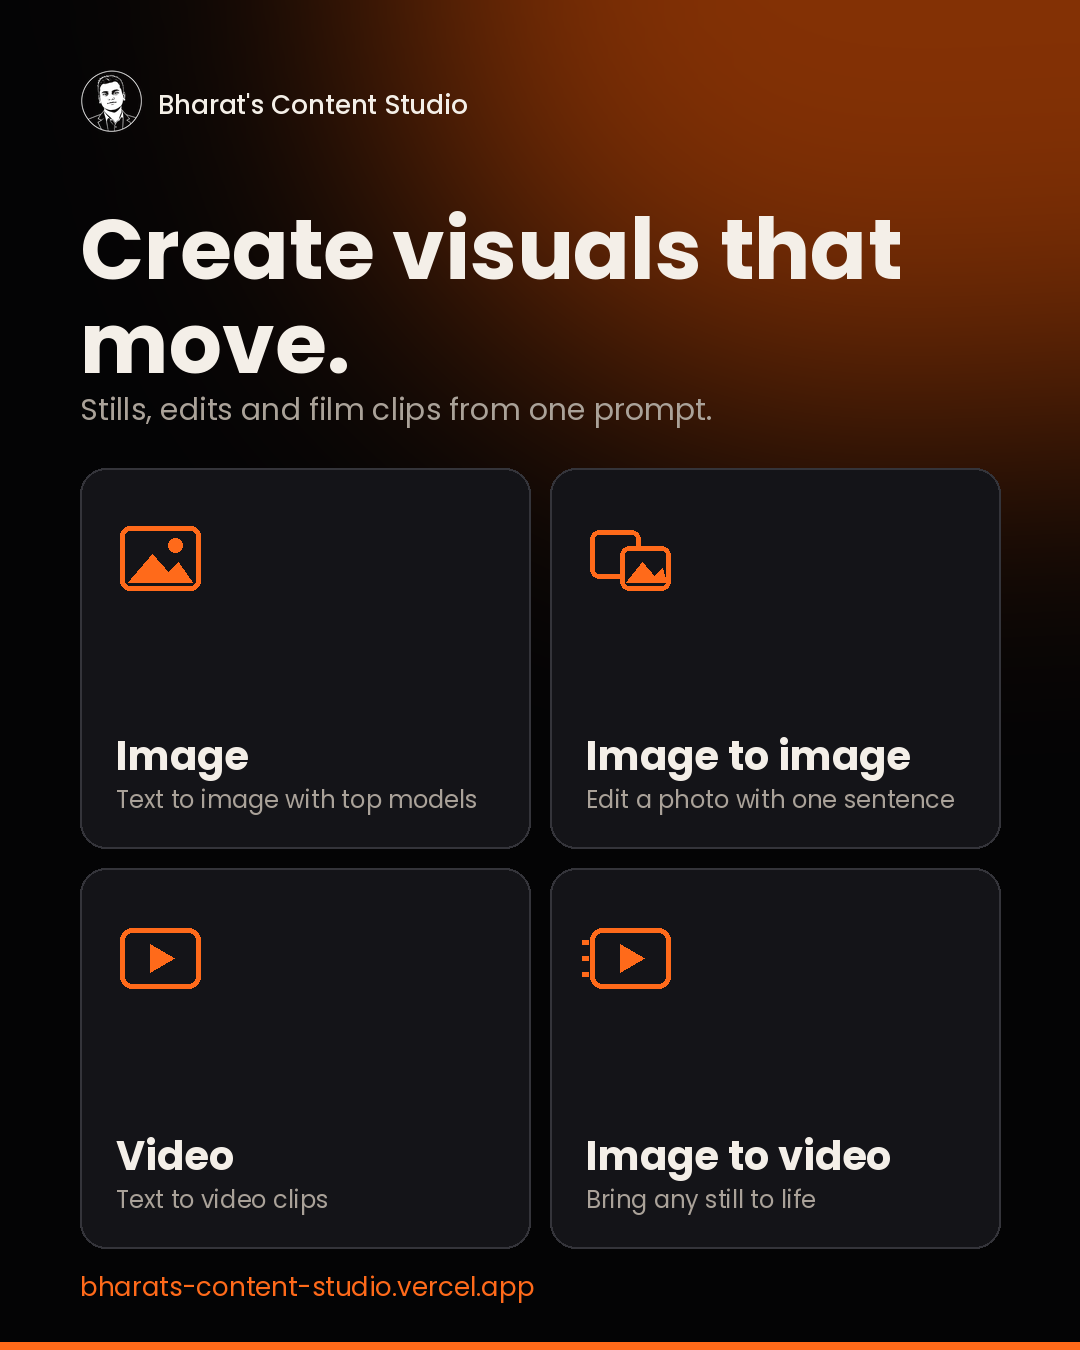 Bharat's Content Studio
Create visuals that
move.
Stills, edits and film clips from one prompt.
Image
Text to image with top models
Image to image
Edit a photo with one sentence
Video
Text to video clips
Image to video
Bring any still to life
bharats-content-studio.vercel.app